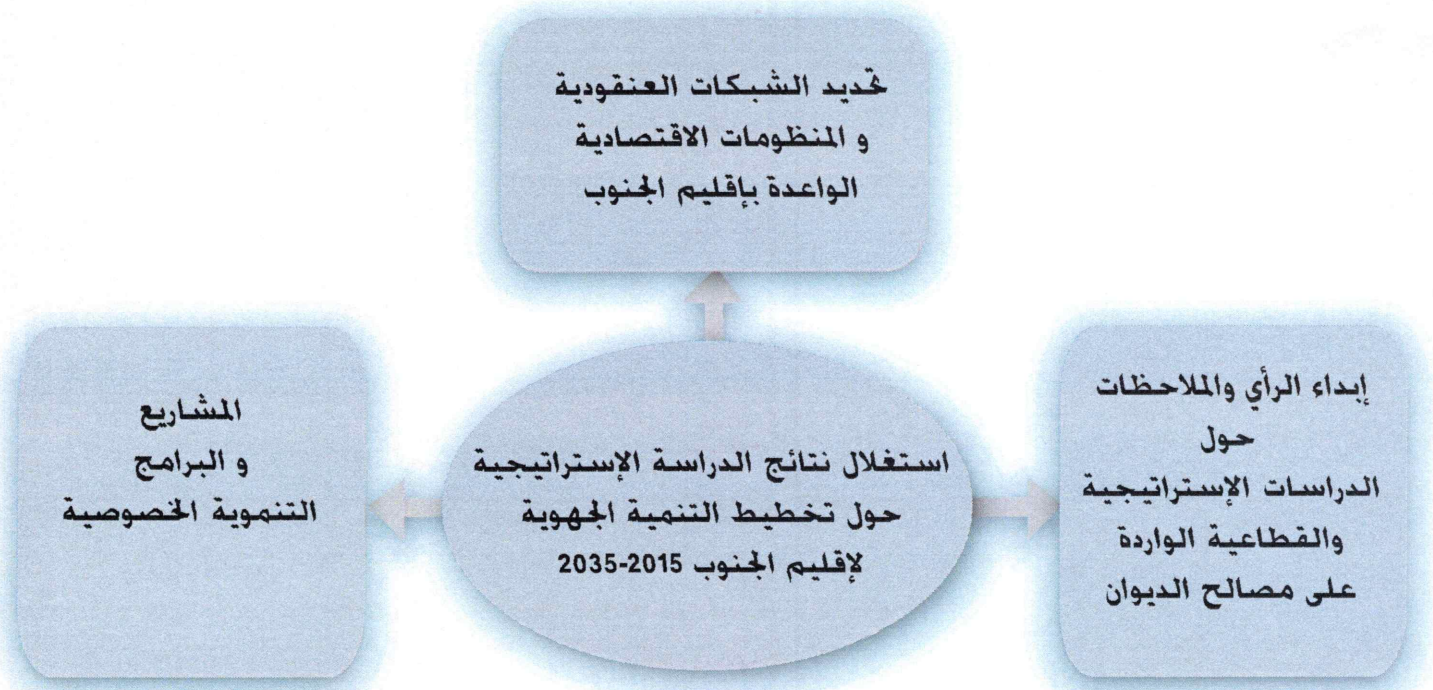 تحديد الشبكات العنقودية
و المنظومات الاقتصادية
الواعدة بإقليم الجنوب
إبداء الرأي والملاحظات
حول
الدراسات الإستراتيجية
والقطاعية الواردة
على مصالح الديوان
استغلال نتائج الدراسة الإستراتيجية
حول تخطيط التنمية الجهوية
لإقليم الجنوب 2015-2035
المشاريع
و البرامج
التنموية الخصوصية